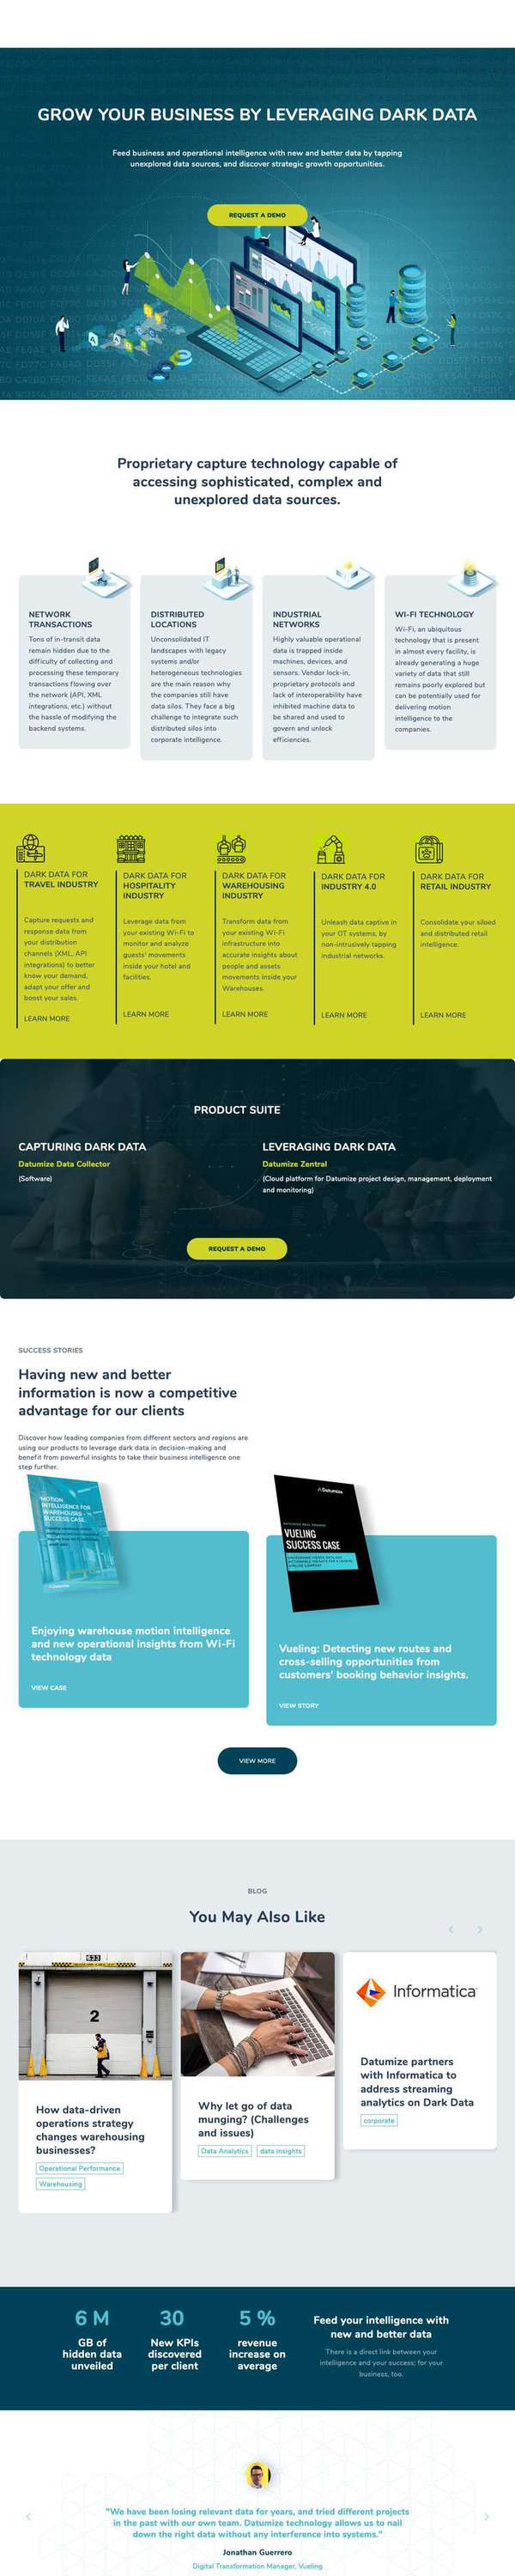 GROW YOUR BUSINESS BY LEVERAGING DARK DATA
Feed business and operational intelligence with new and better data by tapping
unexplored data sources, and discover strategic growth opportunities.
REQUEST A DEMO
Proprietary capture technology capable of
accessing sophisticated, complex and
unexplored data sources.
NETWORK
TRANSACTIONS
Tons of in-transit data
remain hidden due to the
difficulty of collecting and
processing these temporary
transactions flowing over
the network (API, XML
integrations, etc.) without
the hassle of modifying the
backend systems.
DISTRIBUTED
LOCATIONS
Unconsolidated IT
landscapes with legacy
systems and/or
heterogeneous technologies
are the main reason why
the companies still have
data silos. They face a big
challenge to integrate such
distributed silos into
corporate intelligence.
INDUSTRIAL
NETWORKS
Highly valuable operational
data is trapped inside
machines, devices, and
sensors. Vendor lock-in,
proprietary protocols and
lack of interoperability have
inhibited machine data to
be shared and used to
govern and unlock
efficiencies.
WI-FI TECHNOLOGY
Wi-Fi, an ubiquitous
technology that is present
in almost every facility, is
already generating a huge
variety of data that still
remains poorly explored but
can be potentially used for
delivering motion
intelligence to the
companies.
DARK DATA FOR
TRAVEL INDUSTRY
Capture requests and
response data from
your distribution
channels (XML, API
integrations) to better
know your demand,
adapt your offer and
boost your sales.
LEARN MORE
DARK DATA FOR
HOSPITALITY
INDUSTRY
Leverage data from
your existing Wi-Fi to
monitor and analyze
guests' movements
inside your hotel and
facilities.
LEARN MORE
DARK DATA FOR
WAREHOUSING
INDUSTRY
Transform data from
your existing Wi-Fi
infrastructure into
accurate insights about
people and assets
movements inside your
Warehouses.
LEARN MORE
DARK DATA FOR
INDUSTRY 4.0
Unleash data captive in
your OT systems, by
non-intrusively tapping
industrial networks.
LEARN MORE
DARK DATA FOR
RETAIL INDUSTRY
Consolidate your siloed
and distributed retail
intelligence.
LEARN MORE
PRODUCT SUITE
CAPTURING DARK DATA
Datumize Data Collector
(Software)
LEVERAGING DARK DATA
Datumize Zentral
(Cloud platform for Datumize project design, management, deployment
and monitoring)
REQUEST A DEMO
SUCCESS STORIES
Having new and better
information is now a competitive
advantage for our clients
Discover how leading companies from different sectors and regions are
using our products to leverage dark data in decision-making and
benefit from powerful insights to take their business intelligence one
step further.
MOTION
INTELLIGENCE FOR
WAREHOUSES
SUCCESS CASE
Enjoying warehouse motion intelligence
and new operational insights from Wi-Fi
technology data
VIEW CASE
Datumize
VUELING
SUCCESS CASE
Vueling: Detecting new routes and
cross-selling opportunities from
customers' booking behavior insights.
VIEW STORY
VIEW MORE
BLOG
You May Also Like
633
2
How data-driven
operations strategy
changes warehousing
businesses?
Operational Performance
Warehousing
Why let go of data
munging? (Challenges
and issues)
Data Analytics
data insights
Informatica
Datumize partners
with Informatica to
address streaming
analytics on Dark Data
corporate
6 M
GB of
hidden data
unveiled
30
New KPIs
discovered
per client
5 %
revenue
increase on
average
Feed your intelligence with
new and better data
There is a direct link between your
intelligence and your success; for your
business, too.
"We have been losing relevant data for years, and tried different projects
in the past with our own team. Datumize technology allows us to nail
down the right data without any interference into systems."
Jonathan Guerrero
Digital Transformation Manager, Vueling